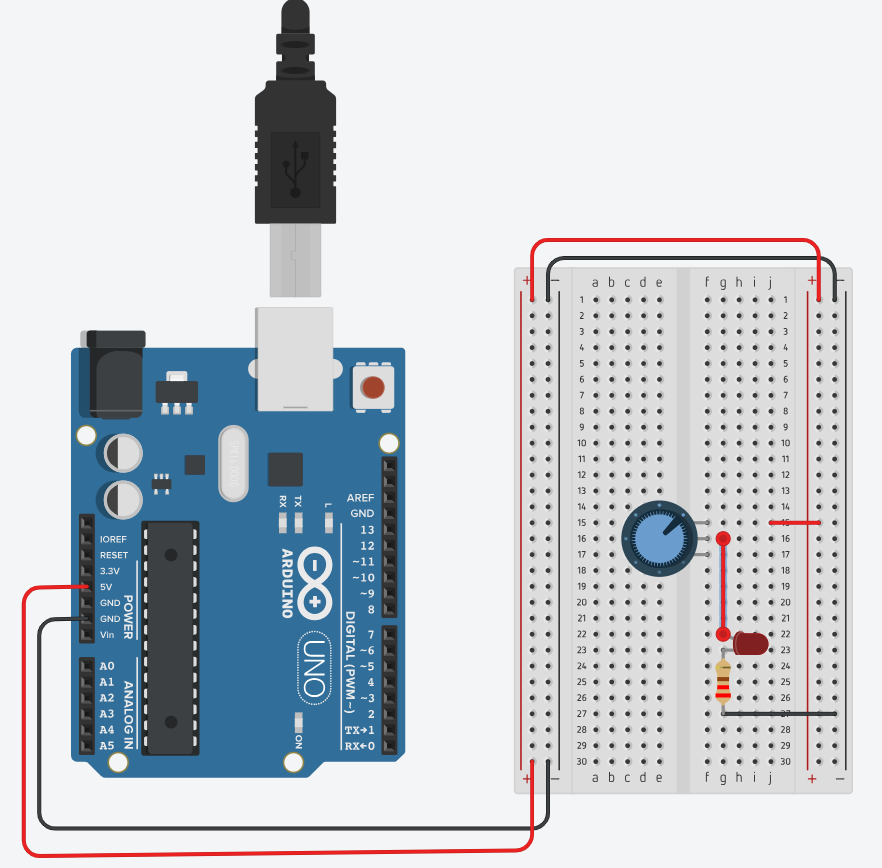 AREF
GND
13
12
~11
~10
~9
8
7
~6
~5
4
~3
2
TX→1
RX←0
DIGITAL (PWM~)
RX
TX
L
ARDUINO
UNO
ON
IOREF
RESET
3.3V
5V
GND
GND
Vin
POWER
A0
A1
A2
A3
A4
A5
ANALOG IN
+ − a b c d e f g h i j + −
1 1
2 2
3 3
4 4
5 5
6 6
7 7
8 8
9 9
10 10
11 11
12 12
13 13
14 14
15 15
16 16
17 17
18 18
19 19
20 20
21 21
22 22
23 23
24 24
25 25
26 26
27 27
28 28
29 29
30 30
+ − a b c d e f g h i j + −